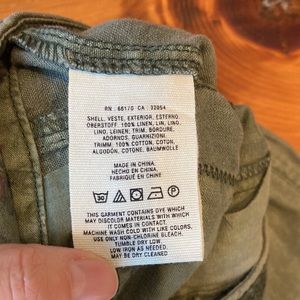 RN 66170 CA 32054
SHELL, VESTE, EXTERIOR, ESTERNO,
OBERSTOFF: 100% LINEN, LIN, LINO,
LINO, LEINEN; TRIM, BORDURE,
ADORNOS, GUARNIZIONI,
TRIMM: 100% COTTON, COTON,
ALGODÓN, COTONE, BAUMWOLLE
MADE IN CHINA
HECHO EN CHINA
FABRIQUÉ EN CHINE
30
P
THIS GARMENT CONTAINS DYE WHICH
MAY DISCOLOR MATERIALS WITH WHICH
IT COMES IN CONTACT.
MACHINE WASH COLD WITH LIKE COLORS.
USE ONLY NON-CHLORINE BLEACH.
TUMBLE DRY LOW.
LOW IRON AS NEEDED.
MAY BE DRY CLEANED.